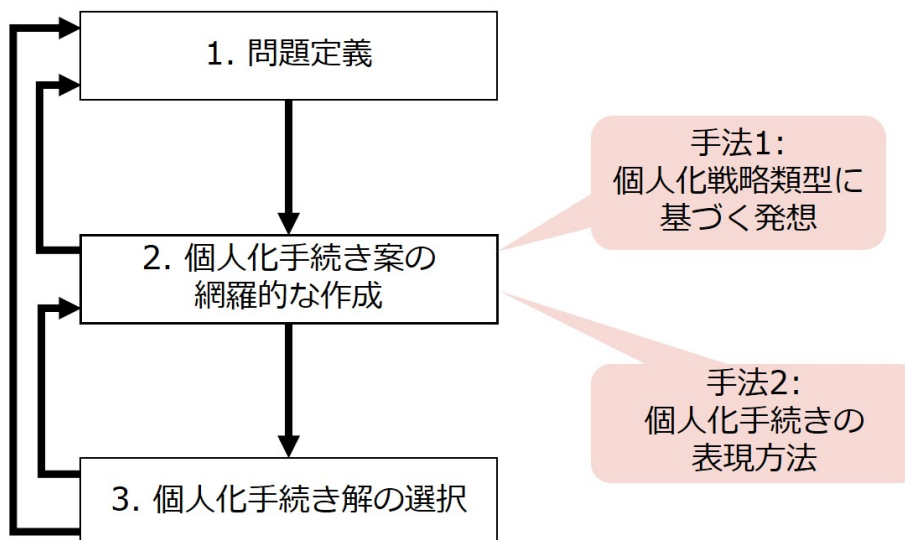 1. 問題定義
手法1:
個人化戦略類型に
基づく発想
2. 個人化手続き案の
網羅的な作成
手法2:
個人化手続きの
表現方法
3. 個人化手続き解の選択